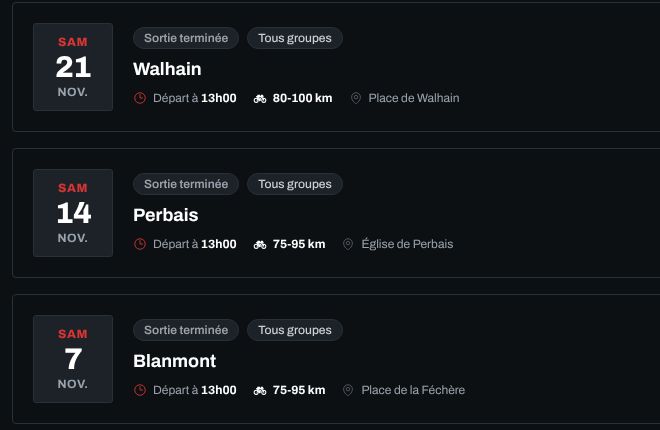 SAM
21
NOV.
Sortie terminée Tous groupes
Walhain
Départ à 13h00 80-100 km Place de Walhain
SAM
14
NOV.
Sortie terminée Tous groupes
Perbais
Départ à 13h00 75-95 km Église de Perbais
SAM
7
NOV.
Sortie terminée Tous groupes
Blanmont
Départ à 13h00 75-95 km Place de la Féchère